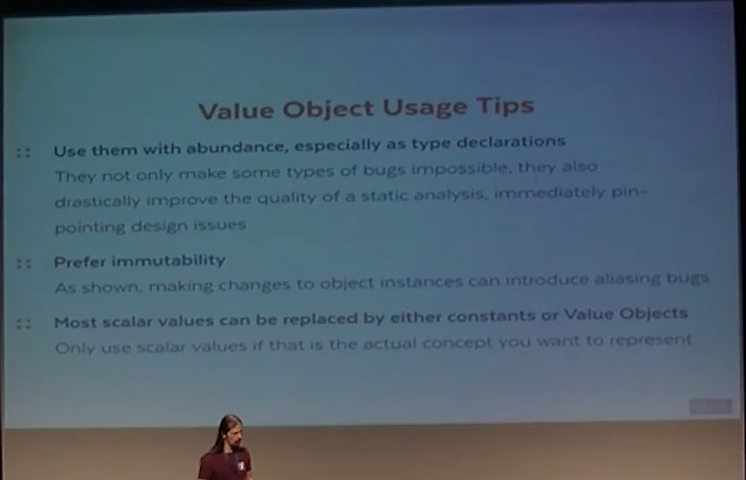 Value Object Usage Tips
:: Use them with abundance, especially as type declarations
They not only make some types of bugs impossible, they also
drastically improve the quality of a static analysis, immediately pin-
pointing design issues
:: Prefer immutability
As shown, making changes to object instances can introduce aliasing bugs
:: Most scalar values can be replaced by either constants or Value Objects
Only use scalar values if that is the actual concept you want to represent